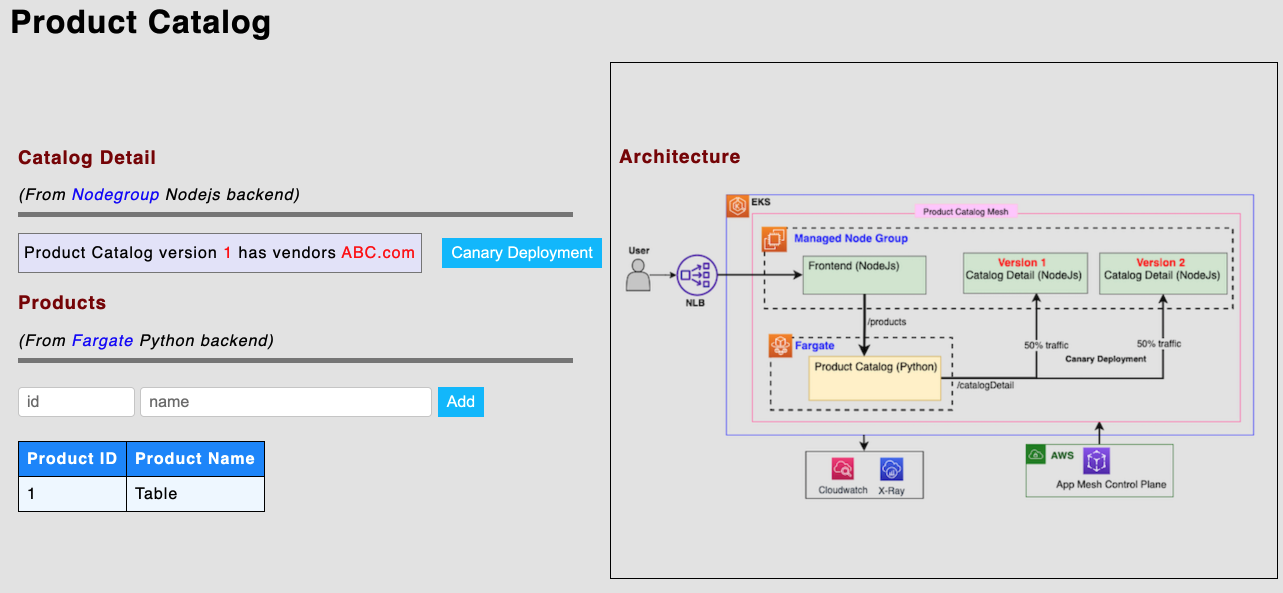 Product Catalog
Catalog Detail
(From Nodegroup Nodejs backend)
Product Catalog version 1 has vendors ABC.com
Canary Deployment
Products
(From Fargate Python backend)
id
name
Add
Product ID Product Name
1 Table
Architecture
EKS
Product Catalog Mesh
Managed Node Group
User
NLB
Frontend (NodeJs)
Version 1
Catalog Detail (NodeJs)
Version 2
Catalog Detail (NodeJs)
/products
Fargate
Product Catalog (Python)
50% traffic
50% traffic
Canary Deployment
/catalogDetail
Cloudwatch
X-Ray
AWS
App Mesh Control Plane